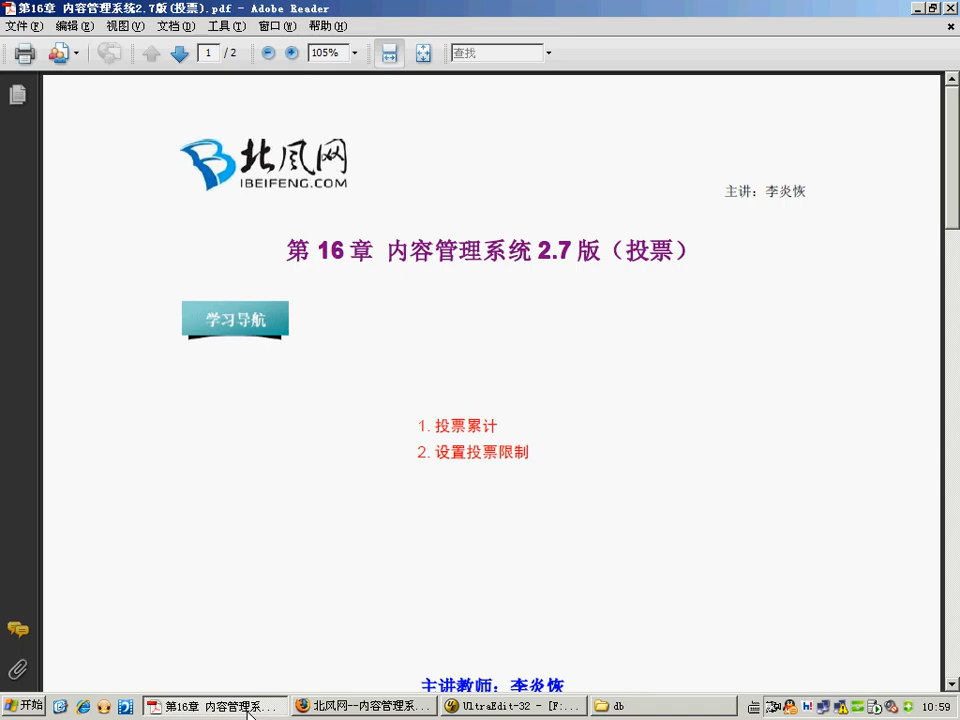 第16章 内容管理系统2.7版(投票).pdf - Adobe Reader
文件(F) 编辑(E) 视图(V) 文档(D) 工具(T) 窗口(W) 帮助(H)
1 / 2 105% 查找
北风网
IBEIFENG.COM
主讲：李炎恢
第 16 章 内容管理系统 2.7 版（投票）
学习导航
1. 投票累计
2. 设置投票限制
主讲教师：李炎恢
开始 第16章 内容管理系... 北风网--内容管理系... UltraEdit-32 - [F:... db 10:59